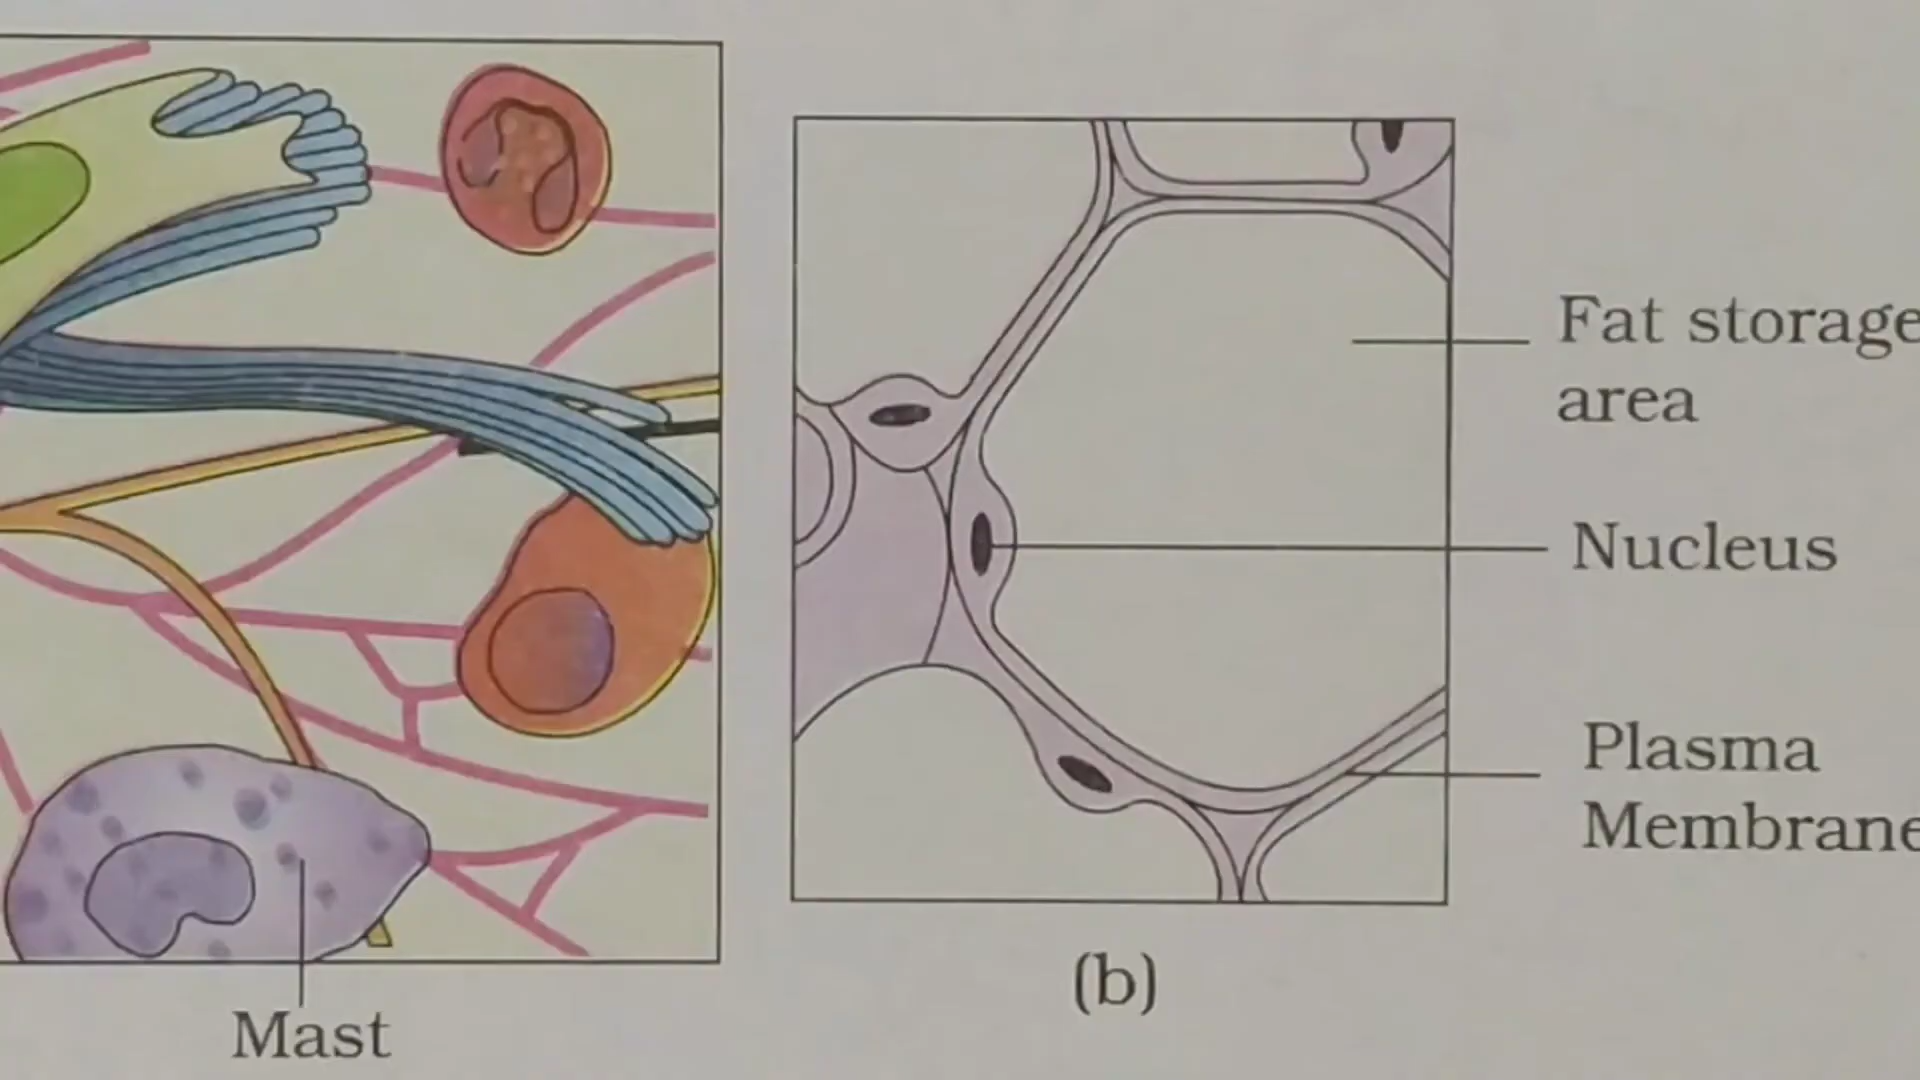 Fat storage
area
Nucleus
Plasma
Membrane
(b)
Mast